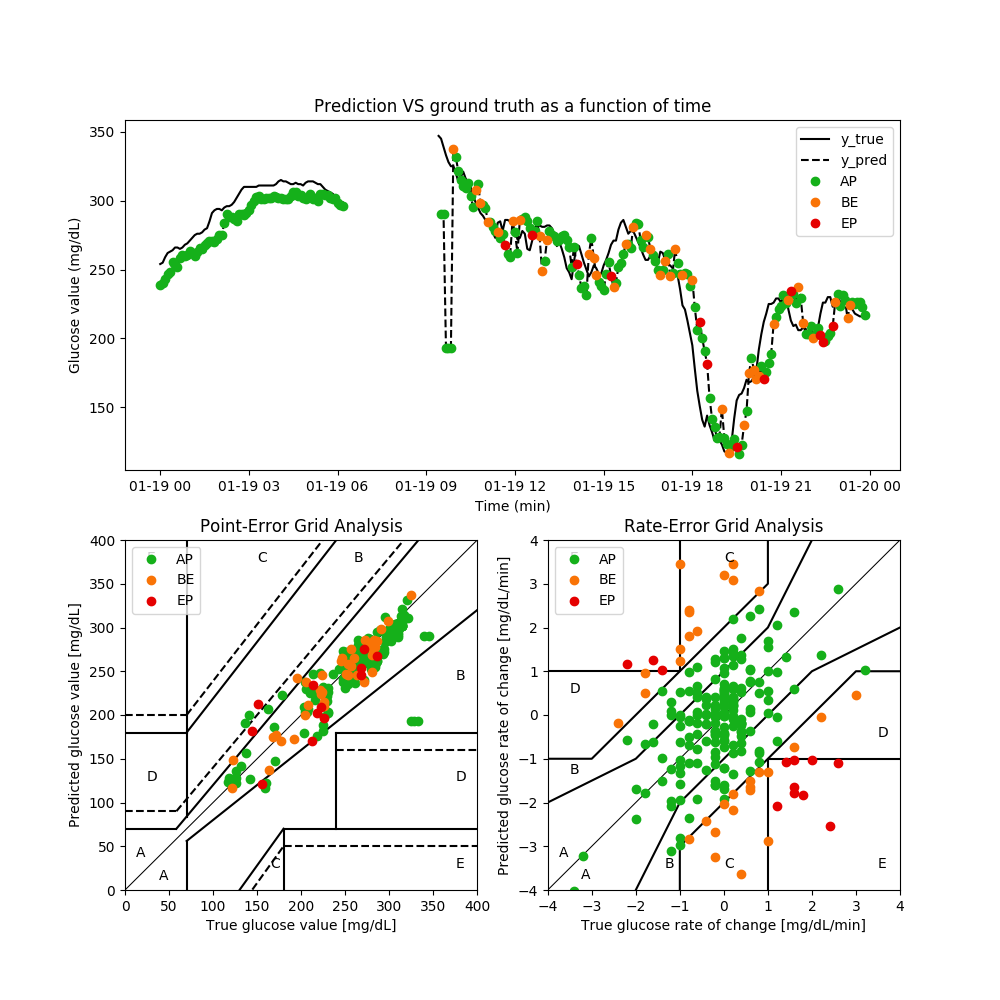 Prediction VS ground truth as a function of time
Glucose value (mg/dL)
350
300
250
200
150
y_true
y_pred
AP
BE
EP
01-19 00 01-19 03 01-19 06 01-19 09 01-19 12 01-19 15 01-19 18 01-19 21 01-20 00
Time (min)
Point-Error Grid Analysis
Predicted glucose value [mg/dL]
400
350
300
250
200
150
100
50
0
AP
BE
EP
C
B
B
D
D
A
A
C
E
0 50 100 150 200 250 300 350 400
True glucose value [mg/dL]
Rate-Error Grid Analysis
Predicted glucose rate of change [mg/dL/min]
4
3
2
1
0
−1
−2
−3
−4
AP
BE
EP
C
D
D
B
A
A
B
C
E
−4 −3 −2 −1 0 1 2 3 4
True glucose rate of change [mg/dL/min]